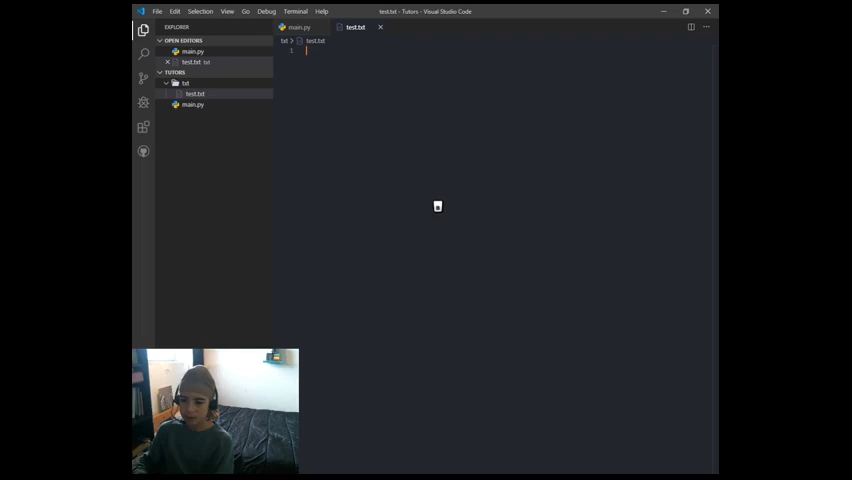 File Edit Selection View Go Debug Terminal Help
test.txt - Tutors - Visual Studio Code
EXPLORER
OPEN EDITORS
main.py
test.txt txt
TUTORS
txt
test.txt
main.py
main.py
test.txt
txt > test.txt
1